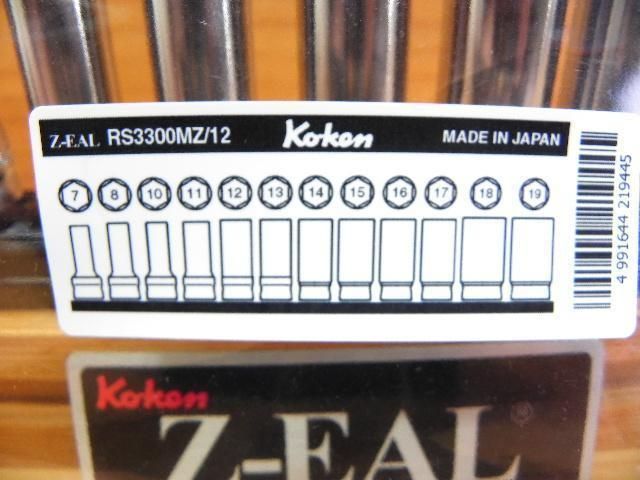 Z-EAL RS3300MZ/12 Koken MADE IN JAPAN
7 8 10 11 12 13 14 15 16 17 18 19
4 991644 219445
Koken
Z-EAL